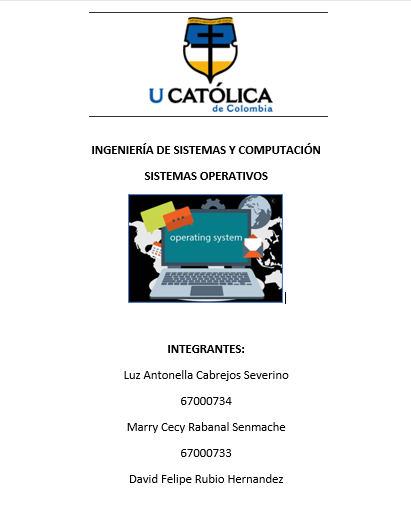 U CATÓLICA
de Colombia
INGENIERÍA DE SISTEMAS Y COMPUTACIÓN
SISTEMAS OPERATIVOS
operating system
INTEGRANTES:
Luz Antonella Cabrejos Severino
67000734
Marry Cecy Rabanal Senmache
67000733
David Felipe Rubio Hernandez